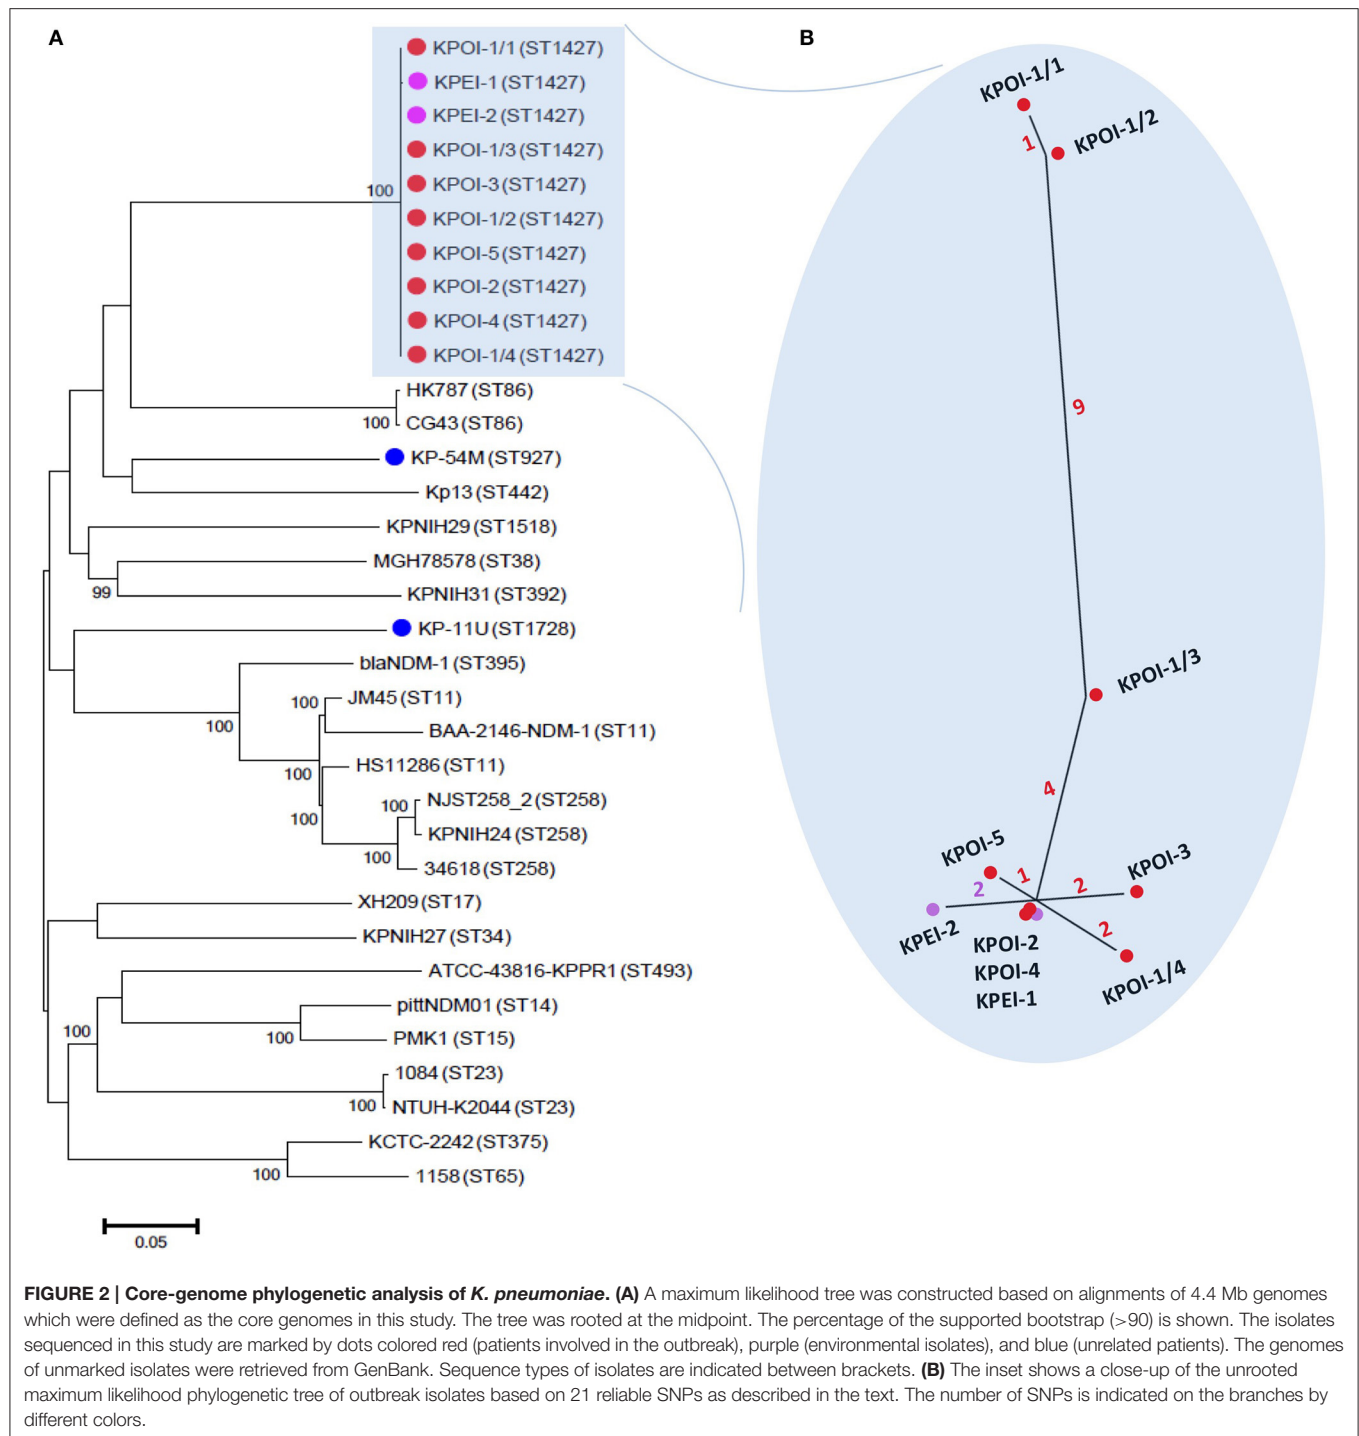 A
KPOI-1/1 (ST1427)
KPEI-1 (ST1427)
KPEI-2 (ST1427)
KPOI-1/3 (ST1427)
100
KPOI-3 (ST1427)
KPOI-1/2 (ST1427)
KPOI-5 (ST1427)
KPOI-2 (ST1427)
KPOI-4 (ST1427)
KPOI-1/4 (ST1427)
HK787 (ST86)
100
CG43 (ST86)
KP-54M (ST927)
Kp13 (ST442)
KPNIH29 (ST1518)
MGH78578 (ST38)
99
KPNIH31 (ST392)
KP-11U (ST1728)
blaNDM-1 (ST395)
100
JM45 (ST11)
100
BAA-2146-NDM-1 (ST11)
100
HS11286 (ST11)
100
NJST258_2 (ST258)
100
KPNIH24 (ST258)
100
34618 (ST258)
XH209 (ST17)
KPNIH27 (ST34)
ATCC-43816-KPPR1 (ST493)
pittNDM01 (ST14)
100
100
PMK1 (ST15)
1084 (ST23)
100
NTUH-K2044 (ST23)
KCTC-2242 (ST375)
100
1158 (ST65)
0.05
B
KPOI-1/1
1
KPOI-1/2
9
KPOI-1/3
4
KPOI-5
1
2
2
KPOI-3
KPEI-2
2
KPOI-2
KPOI-4
KPEI-1
KPOI-1/4
FIGURE 2 | Core-genome phylogenetic analysis of K. pneumoniae. (A) A maximum likelihood tree was constructed based on alignments of 4.4 Mb genomes
which were defined as the core genomes in this study. The tree was rooted at the midpoint. The percentage of the supported bootstrap (>90) is shown. The isolates
sequenced in this study are marked by dots colored red (patients involved in the outbreak), purple (environmental isolates), and blue (unrelated patients). The genomes
of unmarked isolates were retrieved from GenBank. Sequence types of isolates are indicated between brackets. (B) The inset shows a close-up of the unrooted
maximum likelihood phylogenetic tree of outbreak isolates based on 21 reliable SNPs as described in the text. The number of SNPs is indicated on the branches by
different colors.